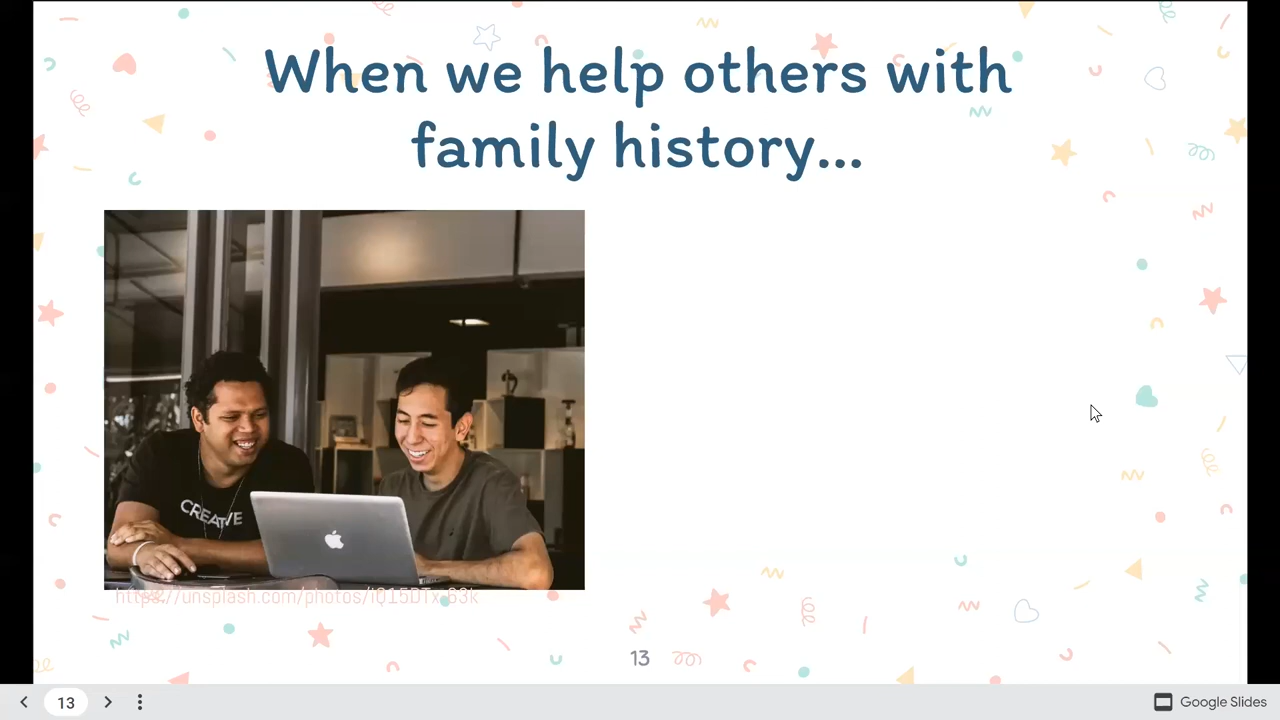 When we help others with
family history...
CREATIVE
13
13
Google Slides